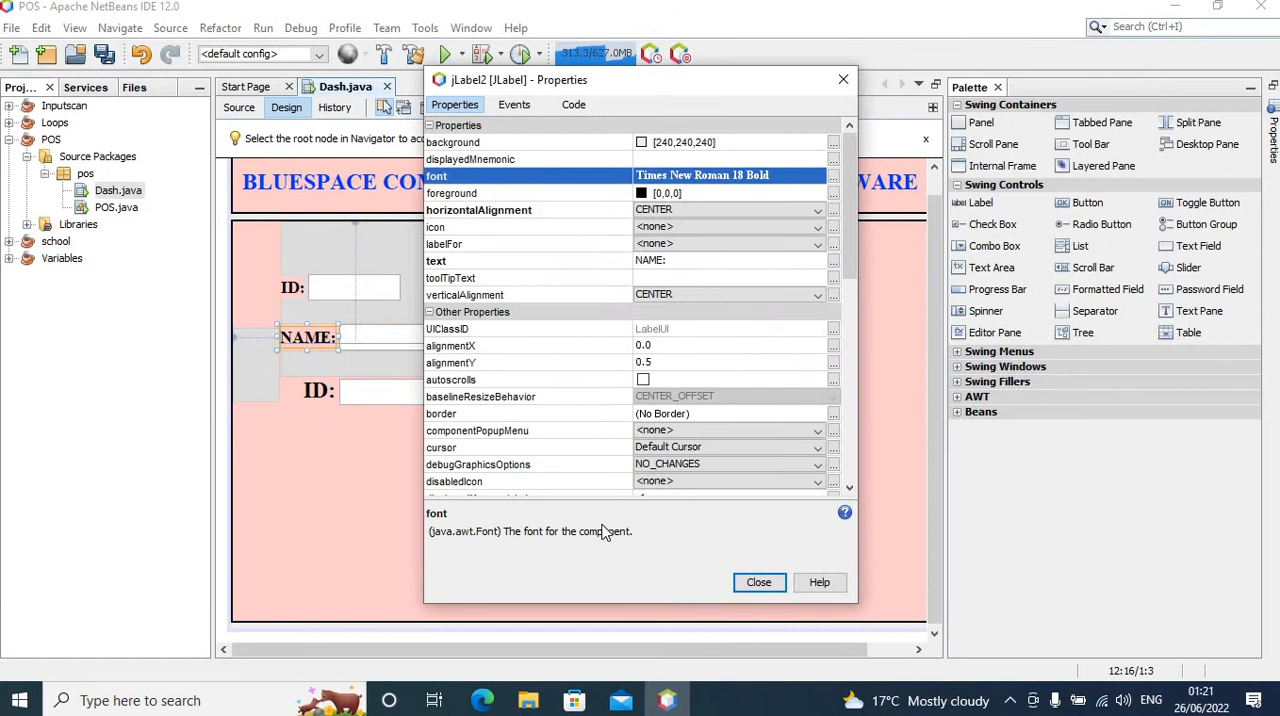 POS - Apache NetBeans IDE 12.0
File Edit Navigate Source Refactor Run Debug Profile Team Tools Window Help
Search (Ctrl+I)
<default config>
313.3/627.0MB
Proj... Services Files
Inputscan
Loops
POS
Source Packages
pos
Dash.java
POS.java
Libraries
school
Variables
Start Page Dash.java
Source Design History
Select the root node in Navigator to
BLUESPACE
WARE
ID:
NAME:
ID:
jLabel2 [JLabel] - Properties
Properties Events Code
Properties
background [240,240,240]
displayedMnemonic
font Times New Roman 18 Bold
foreground [0,0,0]
horizontalAlignment CENTER
icon <none>
labelFor <none>
text NAME:
toolTipText
verticalAlignment CENTER
Other Properties
UIClassID LabelUI
alignmentX 0.0
alignmentY 0.5
autoscrolls
baselineResizeBehavior CENTER_OFFSET
border (No Border)
componentPopupMenu <none>
cursor Default Cursor
debugGraphicsOptions NO_CHANGES
disabledIcon <none>
font
(java.awt.Font) The font for the component.
Close Help
Palette
Swing Containers
Panel Tabbed Pane Split Pane
Scroll Pane Tool Bar Desktop Pane
Internal Frame Layered Pane
Swing Controls
Label Button Toggle Button
Check Box Radio Button Button Group
Combo Box List Text Field
Text Area Scroll Bar Slider
Progress Bar Formatted Field Password Field
Spinner Separator Text Pane
Editor Pane Tree Table
Swing Menus
Swing Windows
Swing Fillers
AWT
Beans
Properties
12:16/1:3
Type here to search
17°C Mostly cloudy
ENG
01:21
26/06/2022